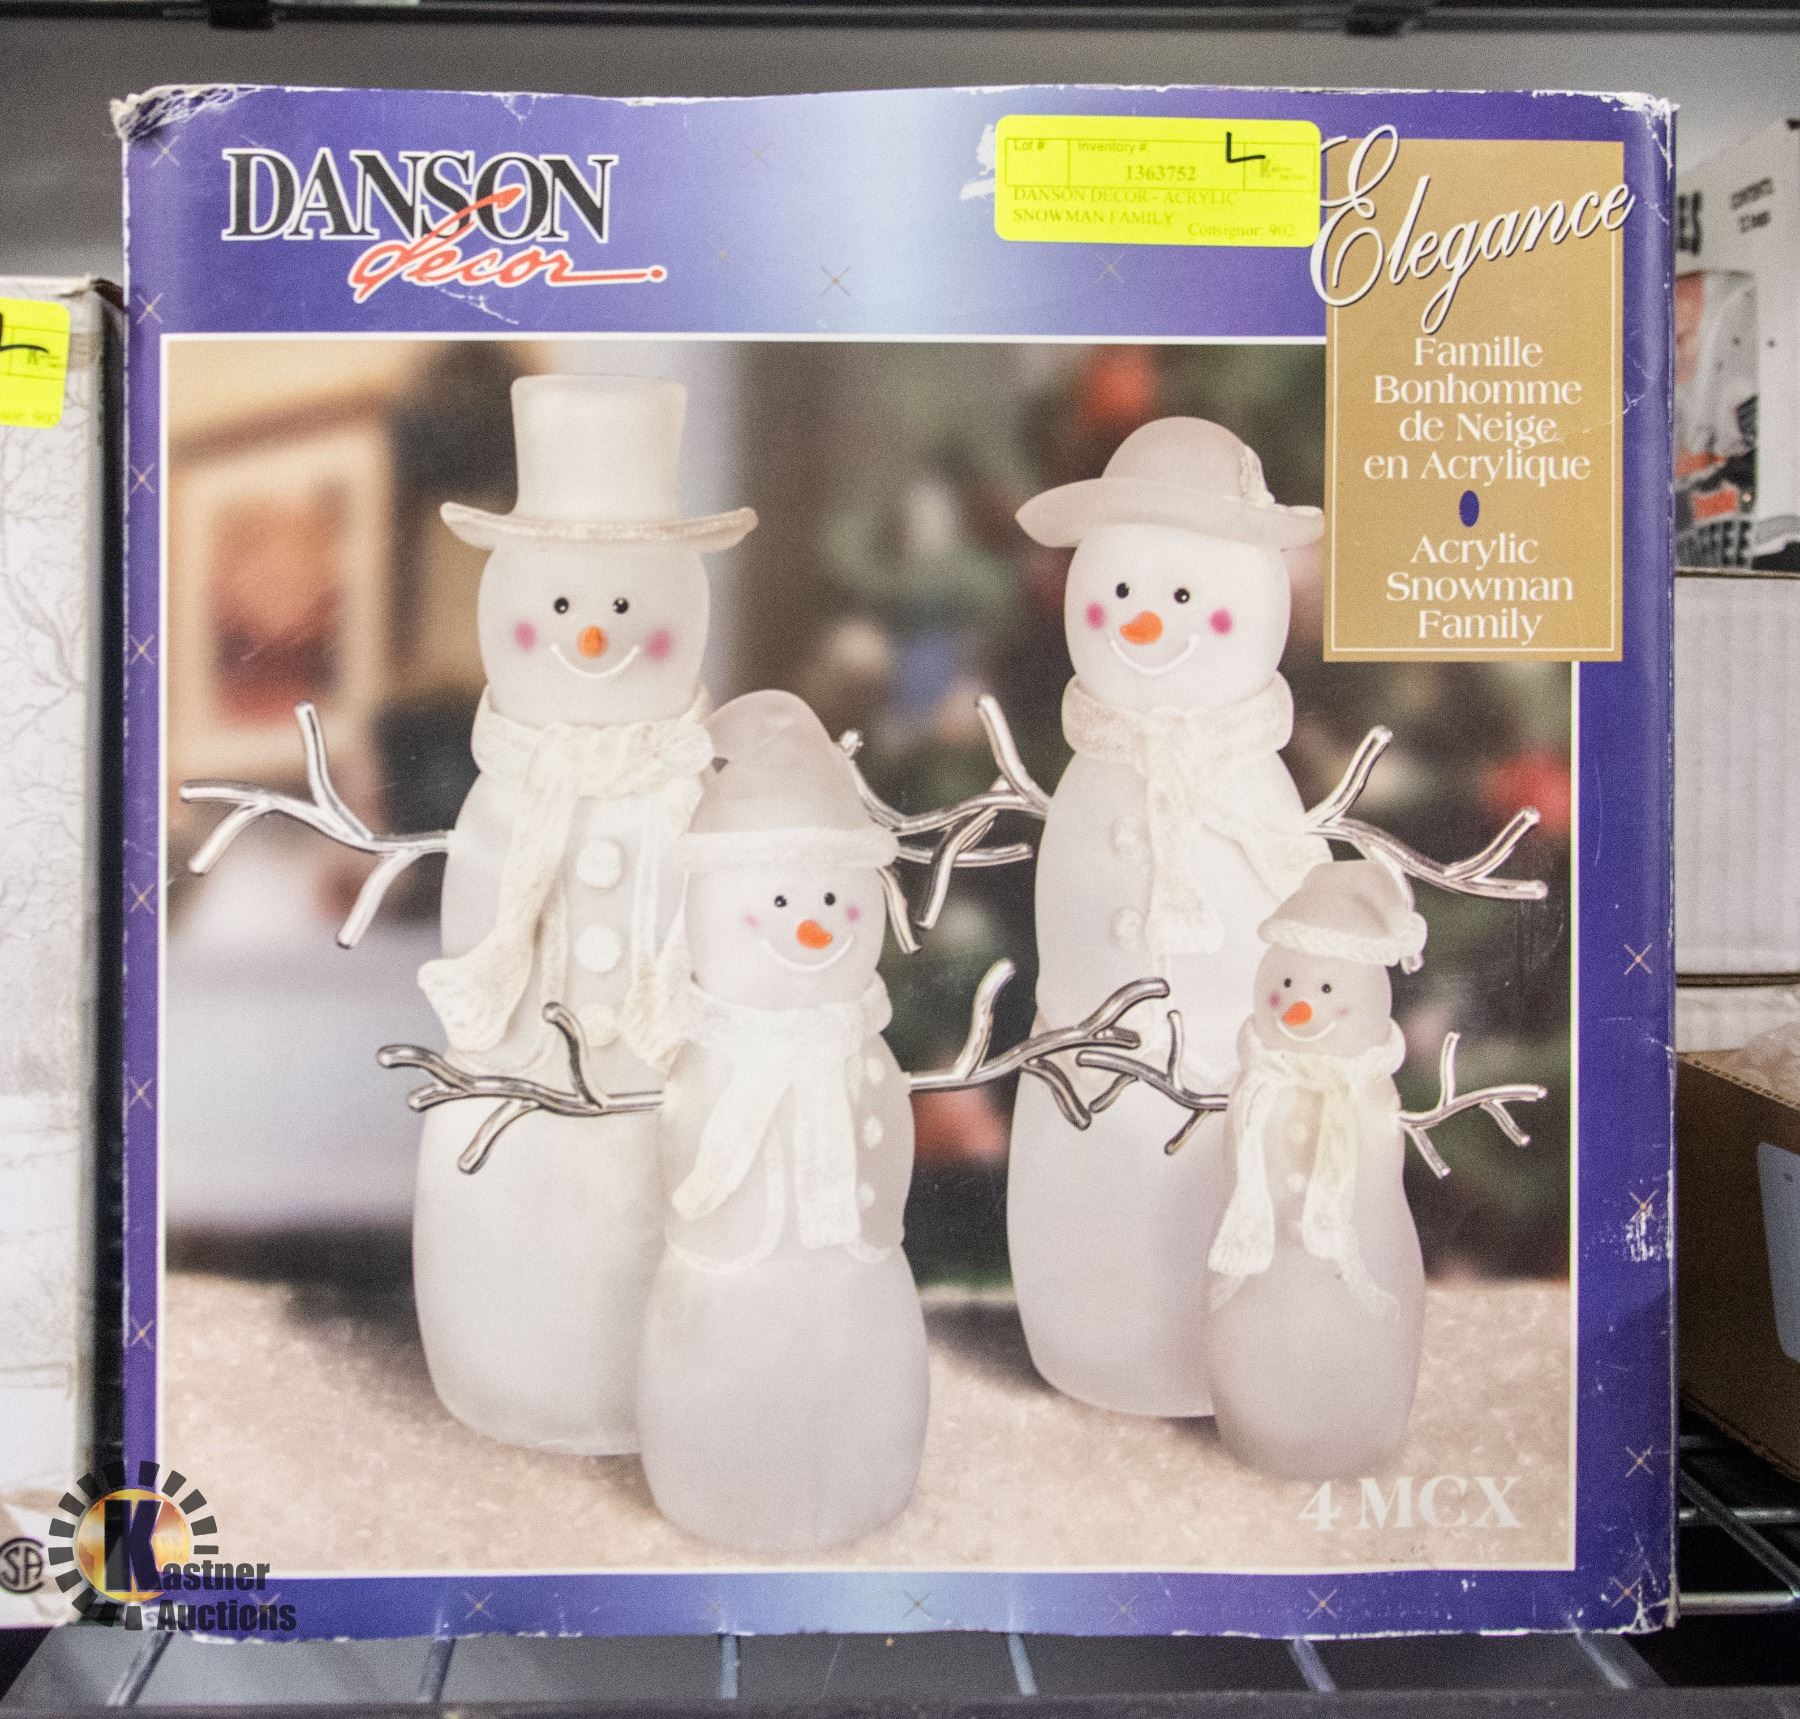 DANSON
decor
Lot #
Inventory #:
L
1363752
DANSON DECOR - ACRYLIC
SNOWMAN FAMILY
Consignor: 902
Elegance
Famille
Bonhomme
de Neige
en Acrylique
Acrylic
Snowman
Family
4 MCX
Kastner
Auctions